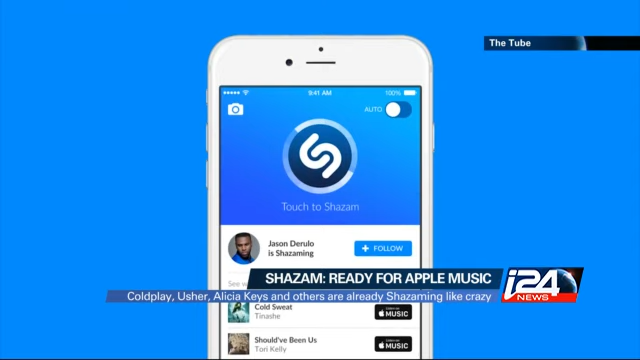 The Tube
9:41 AM
100%
AUTO
Touch to Shazam
Jason Derulo
is Shazaming
+ FOLLOW
SHAZAM: READY FOR APPLE MUSIC
i24
NEWS
Coldplay, Usher, Alicia Keys and others are already Shazaming like crazy
Cold Sweat
Tinashe
MUSIC
Should've Been Us
Tori Kelly
MUSIC